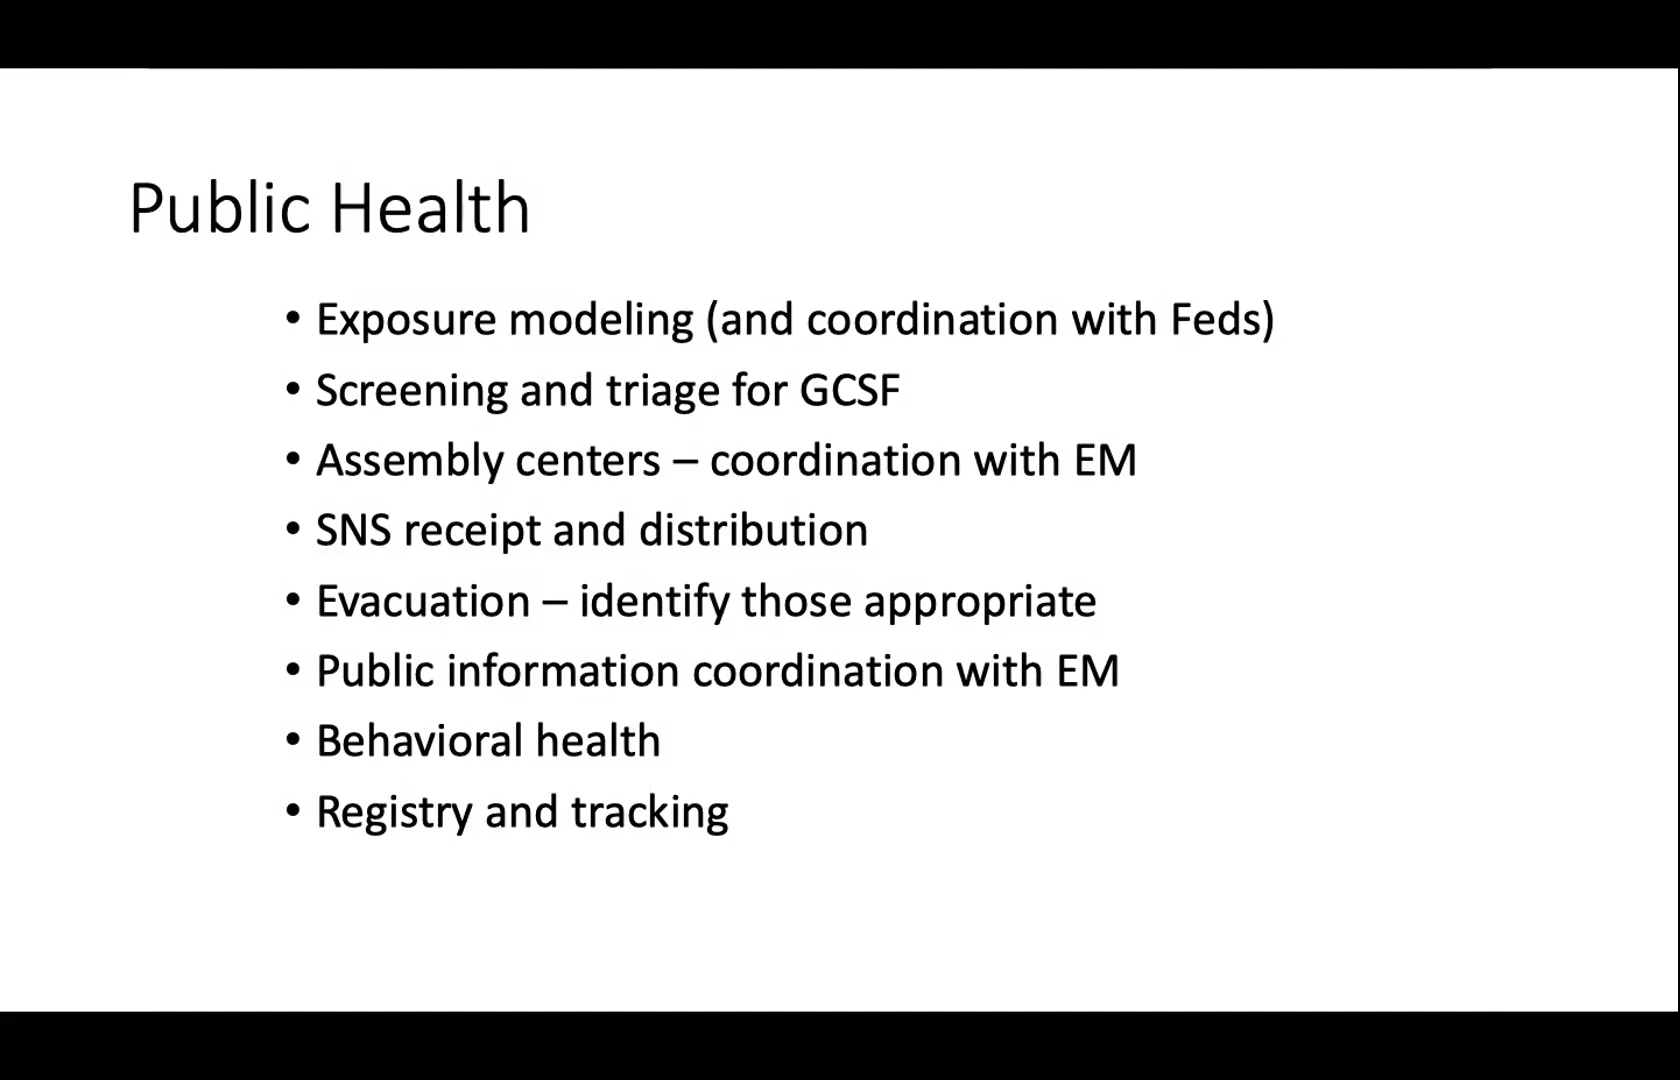 Public Health
• Exposure modeling (and coordination with Feds)
• Screening and triage for GCSF
• Assembly centers – coordination with EM
• SNS receipt and distribution
• Evacuation – identify those appropriate
• Public information coordination with EM
• Behavioral health
• Registry and tracking